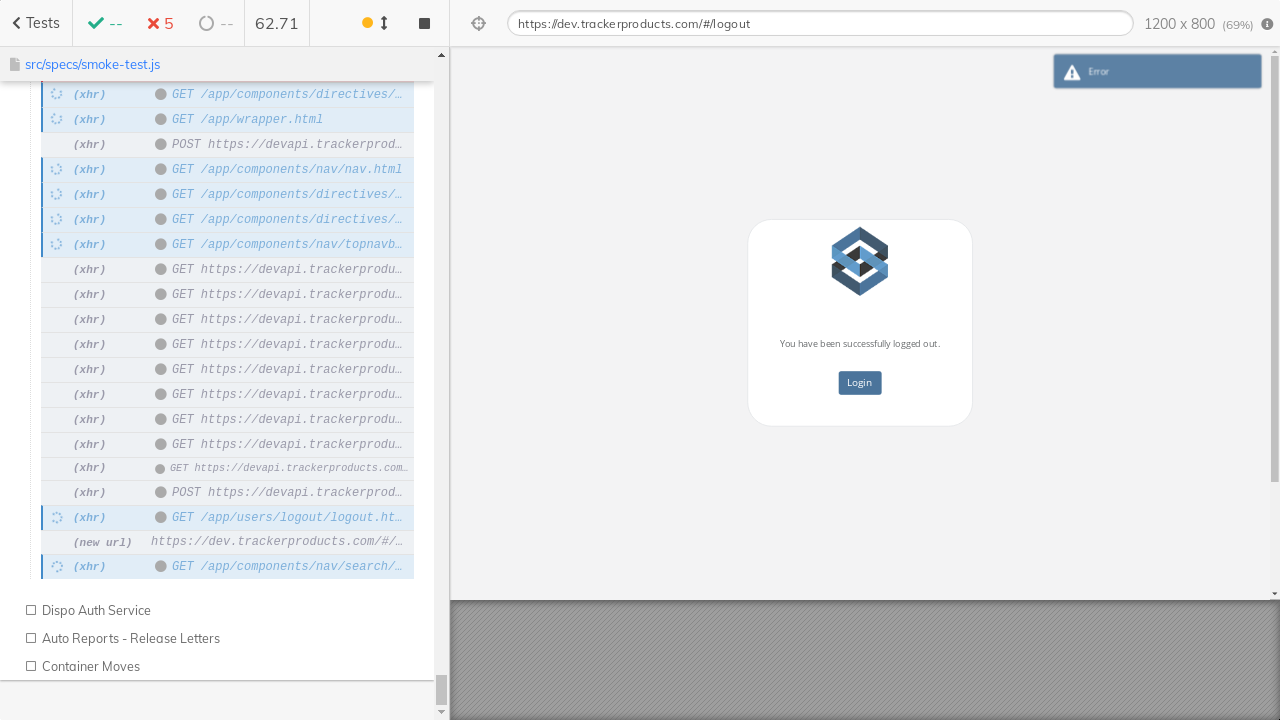 Tests -- 5 -- 62.71 https://dev.trackerproducts.com/#/logout 1200 x 800 (69%)
src/specs/smoke-test.js
(xhr) GET /app/components/directives/…
(xhr) GET /app/wrapper.html
(xhr) POST https://devapi.trackerprod…
(xhr) GET /app/components/nav/nav.html
(xhr) GET /app/components/directives/…
(xhr) GET /app/components/directives/…
(xhr) GET /app/components/nav/topnavb…
(xhr) GET https://devapi.trackerprodu…
(xhr) GET https://devapi.trackerprodu…
(xhr) GET https://devapi.trackerprodu…
(xhr) GET https://devapi.trackerprodu…
(xhr) GET https://devapi.trackerprodu…
(xhr) GET https://devapi.trackerprodu…
(xhr) GET https://devapi.trackerprodu…
(xhr) GET https://devapi.trackerprodu…
(xhr) GET https://devapi.trackerproducts.com…
(xhr) POST https://devapi.trackerprod…
(xhr) GET /app/users/logout/logout.ht…
(new url) https://dev.trackerproducts.com/#/…
(xhr) GET /app/components/nav/search/…
Dispo Auth Service
Auto Reports - Release Letters
Container Moves
Error
You have been successfully logged out.
Login